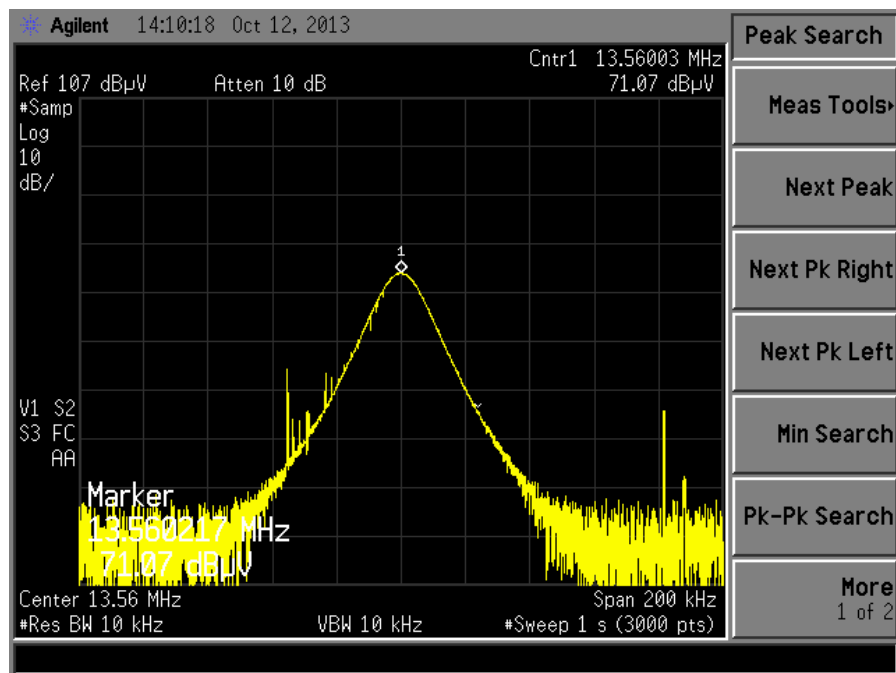 Agilent 14:10:18 Oct 12, 2013
Peak Search
Cntr1 13.56003 MHz
Ref 107 dBµV Atten 10 dB 71.07 dBµV
#Samp
Log
10
dB/
1
V1 S2
S3 FC
AA
Marker
13.560217 MHz
71.07 dBµV
Center 13.56 MHz Span 200 kHz
#Res BW 10 kHz VBW 10 kHz #Sweep 1 s (3000 pts)
Meas Tools
Next Peak
Next Pk Right
Next Pk Left
Min Search
Pk-Pk Search
More
1 of 2